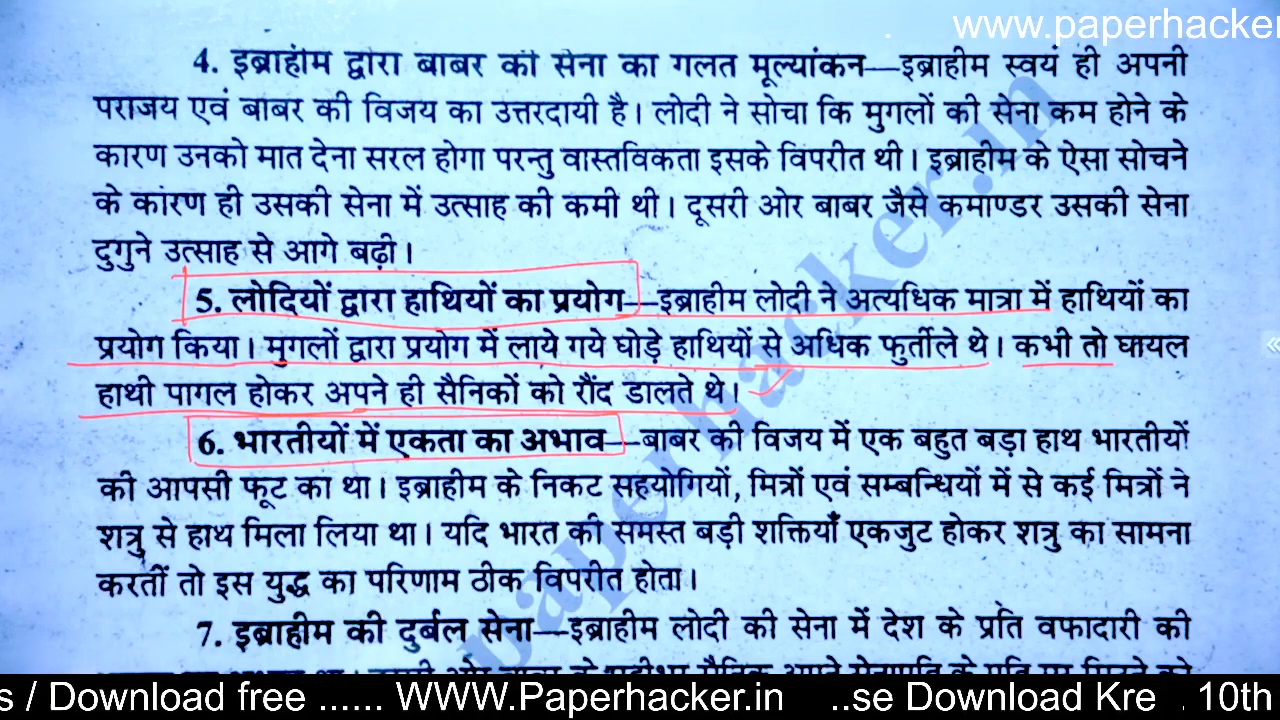 www.paperhacker
4. इब्राहीम द्वारा बाबर की सेना का गलत मूल्यांकन—इब्राहीम स्वयं ही अपनी
पराजय एवं बाबर की विजय का उत्तरदायी है। लोदी ने सोचा कि मुगलों की सेना कम होने के
कारण उनको मात देना सरल होगा परन्तु वास्तविकता इसके विपरीत थी। इब्राहीम के ऐसा सोचने
के कारण ही उसकी सेना में उत्साह की कमी थी। दूसरी ओर बाबर जैसे कमाण्डर उसकी सेना
दुगुने उत्साह से आगे बढ़ी।
5. लोदियों द्वारा हाथियों का प्रयोग—इब्राहीम लोदी ने अत्यधिक मात्रा में हाथियों का
प्रयोग किया। मुगलों द्वारा प्रयोग में लाये गये घोड़े हाथियों से अधिक फुर्तीले थे। कभी तो घायल
हाथी पागल होकर अपने ही सैनिकों को रौंद डालते थे।
6. भारतीयों में एकता का अभाव—बाबर की विजय में एक बहुत बड़ा हाथ भारतीयों
की आपसी फूट का था। इब्राहीम के निकट सहयोगियों, मित्रों एवं सम्बन्धियों में से कई मित्रों ने
शत्रु से हाथ मिला लिया था। यदि भारत की समस्त बड़ी शक्तियाँ एकजुट होकर शत्रु का सामना
करतीं तो इस युद्ध का परिणाम ठीक विपरीत होता।
7. इब्राहीम की दुर्बल सेना—इब्राहीम लोदी की सेना में देश के प्रति वफादारी की
paperhacker.in
s / Download free ...... WWW.Paperhacker.in ..se Download Kre . 10th